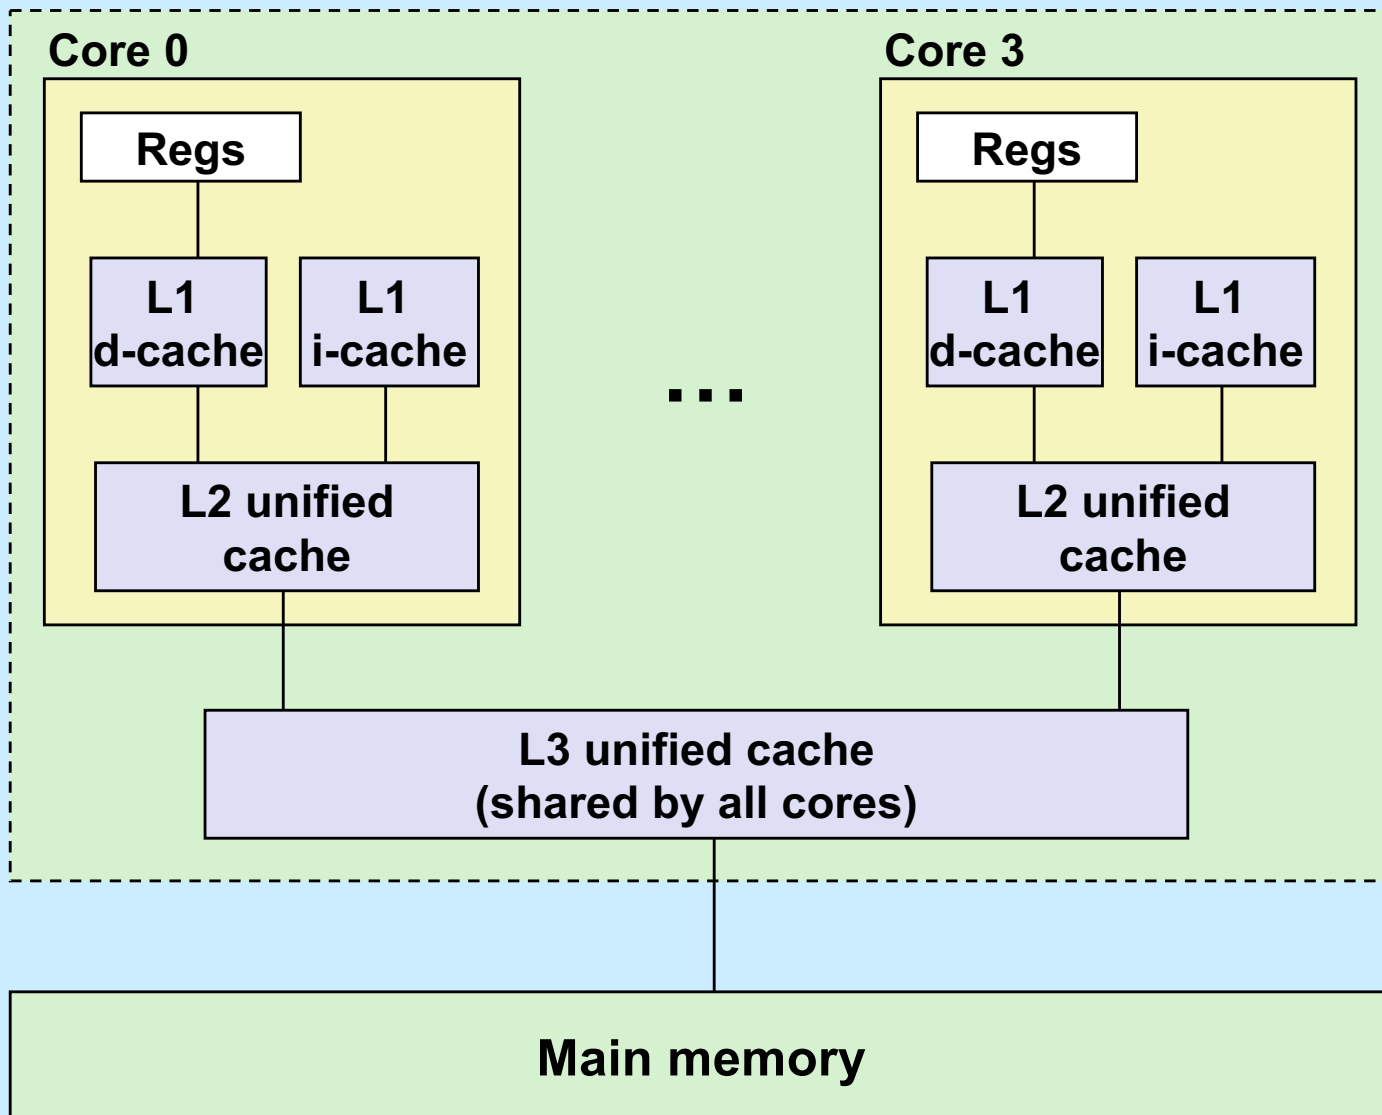 Core 0
Regs
L1
d-cache
L1
i-cache
L2 unified
cache
...
Core 3
Regs
L1
d-cache
L1
i-cache
L2 unified
cache
L3 unified cache
(shared by all cores)
Main memory